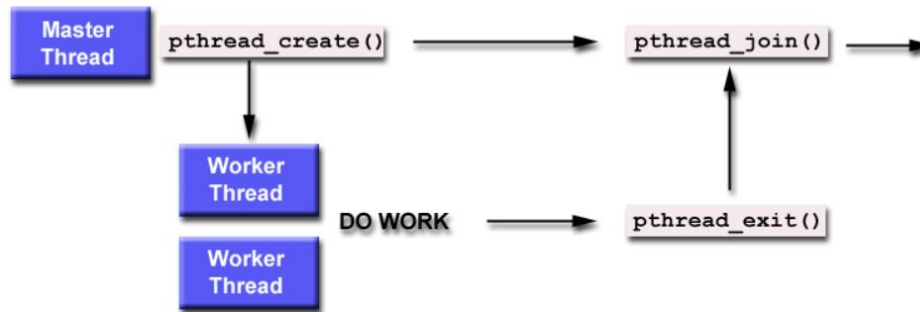 Master
Thread
pthread_create()
pthread_join()
Worker
Thread
DO WORK
pthread_exit()
Worker
Thread